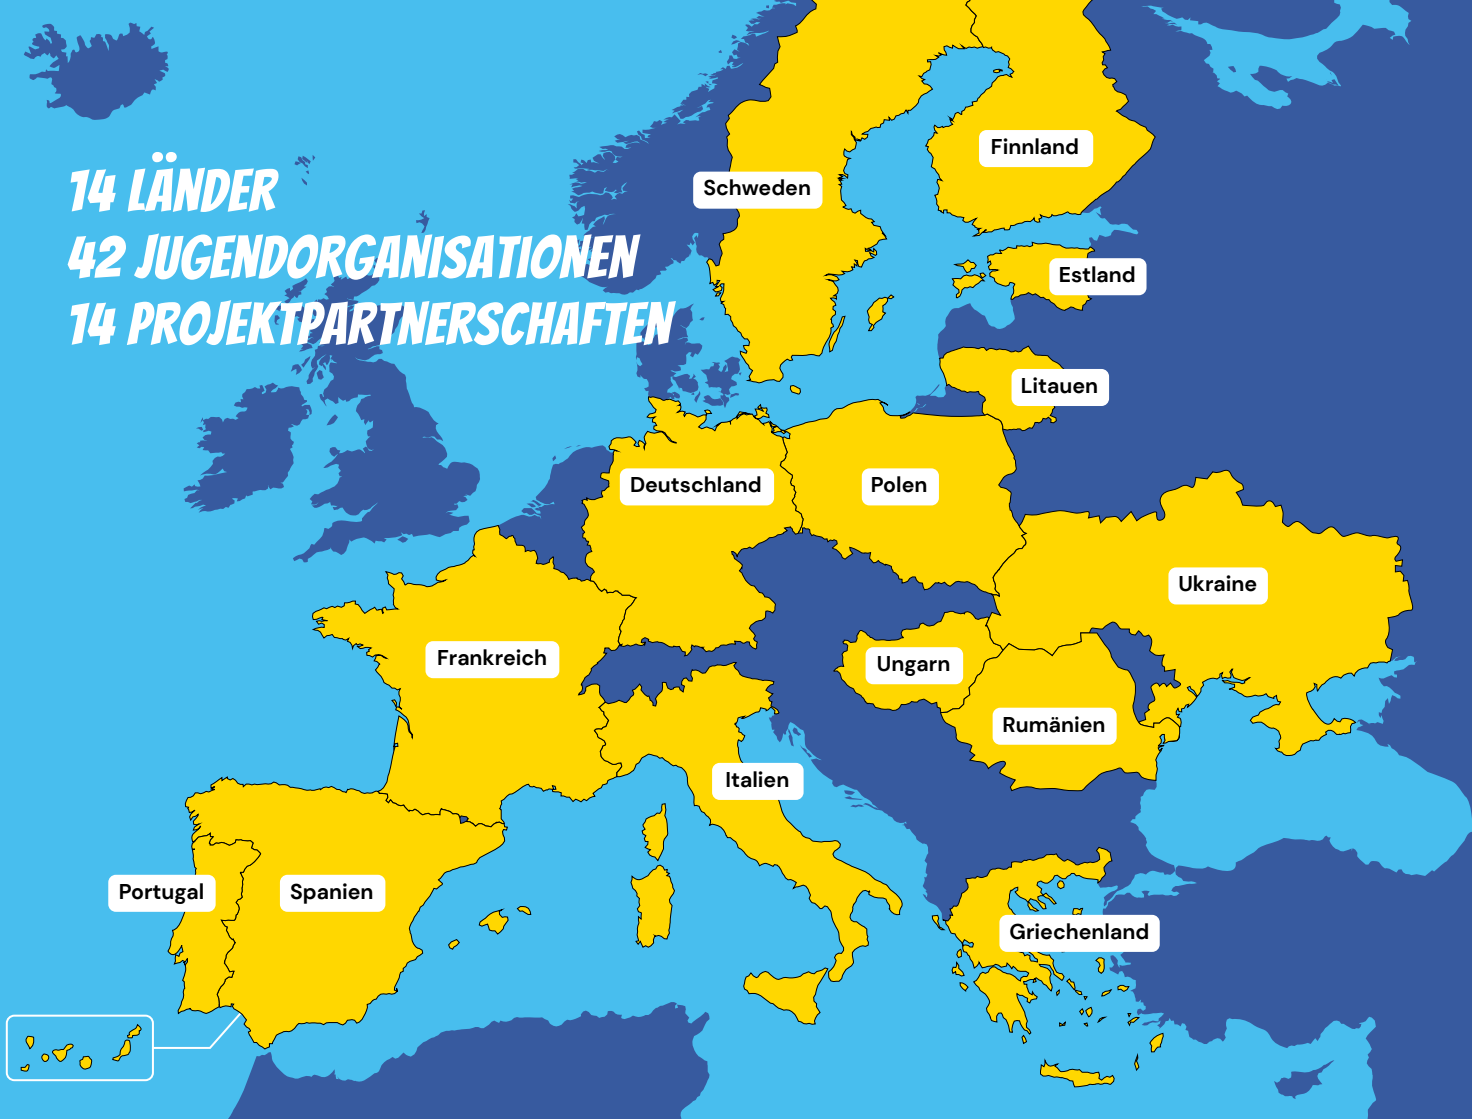 14 LÄNDER
42 JUGENDORGANISATIONEN
14 PROJEKTPARTNERSCHAFTEN
Finnland
Schweden
Estland
Litauen
Deutschland
Polen
Ukraine
Frankreich
Ungarn
Rumänien
Italien
Portugal
Spanien
Griechenland